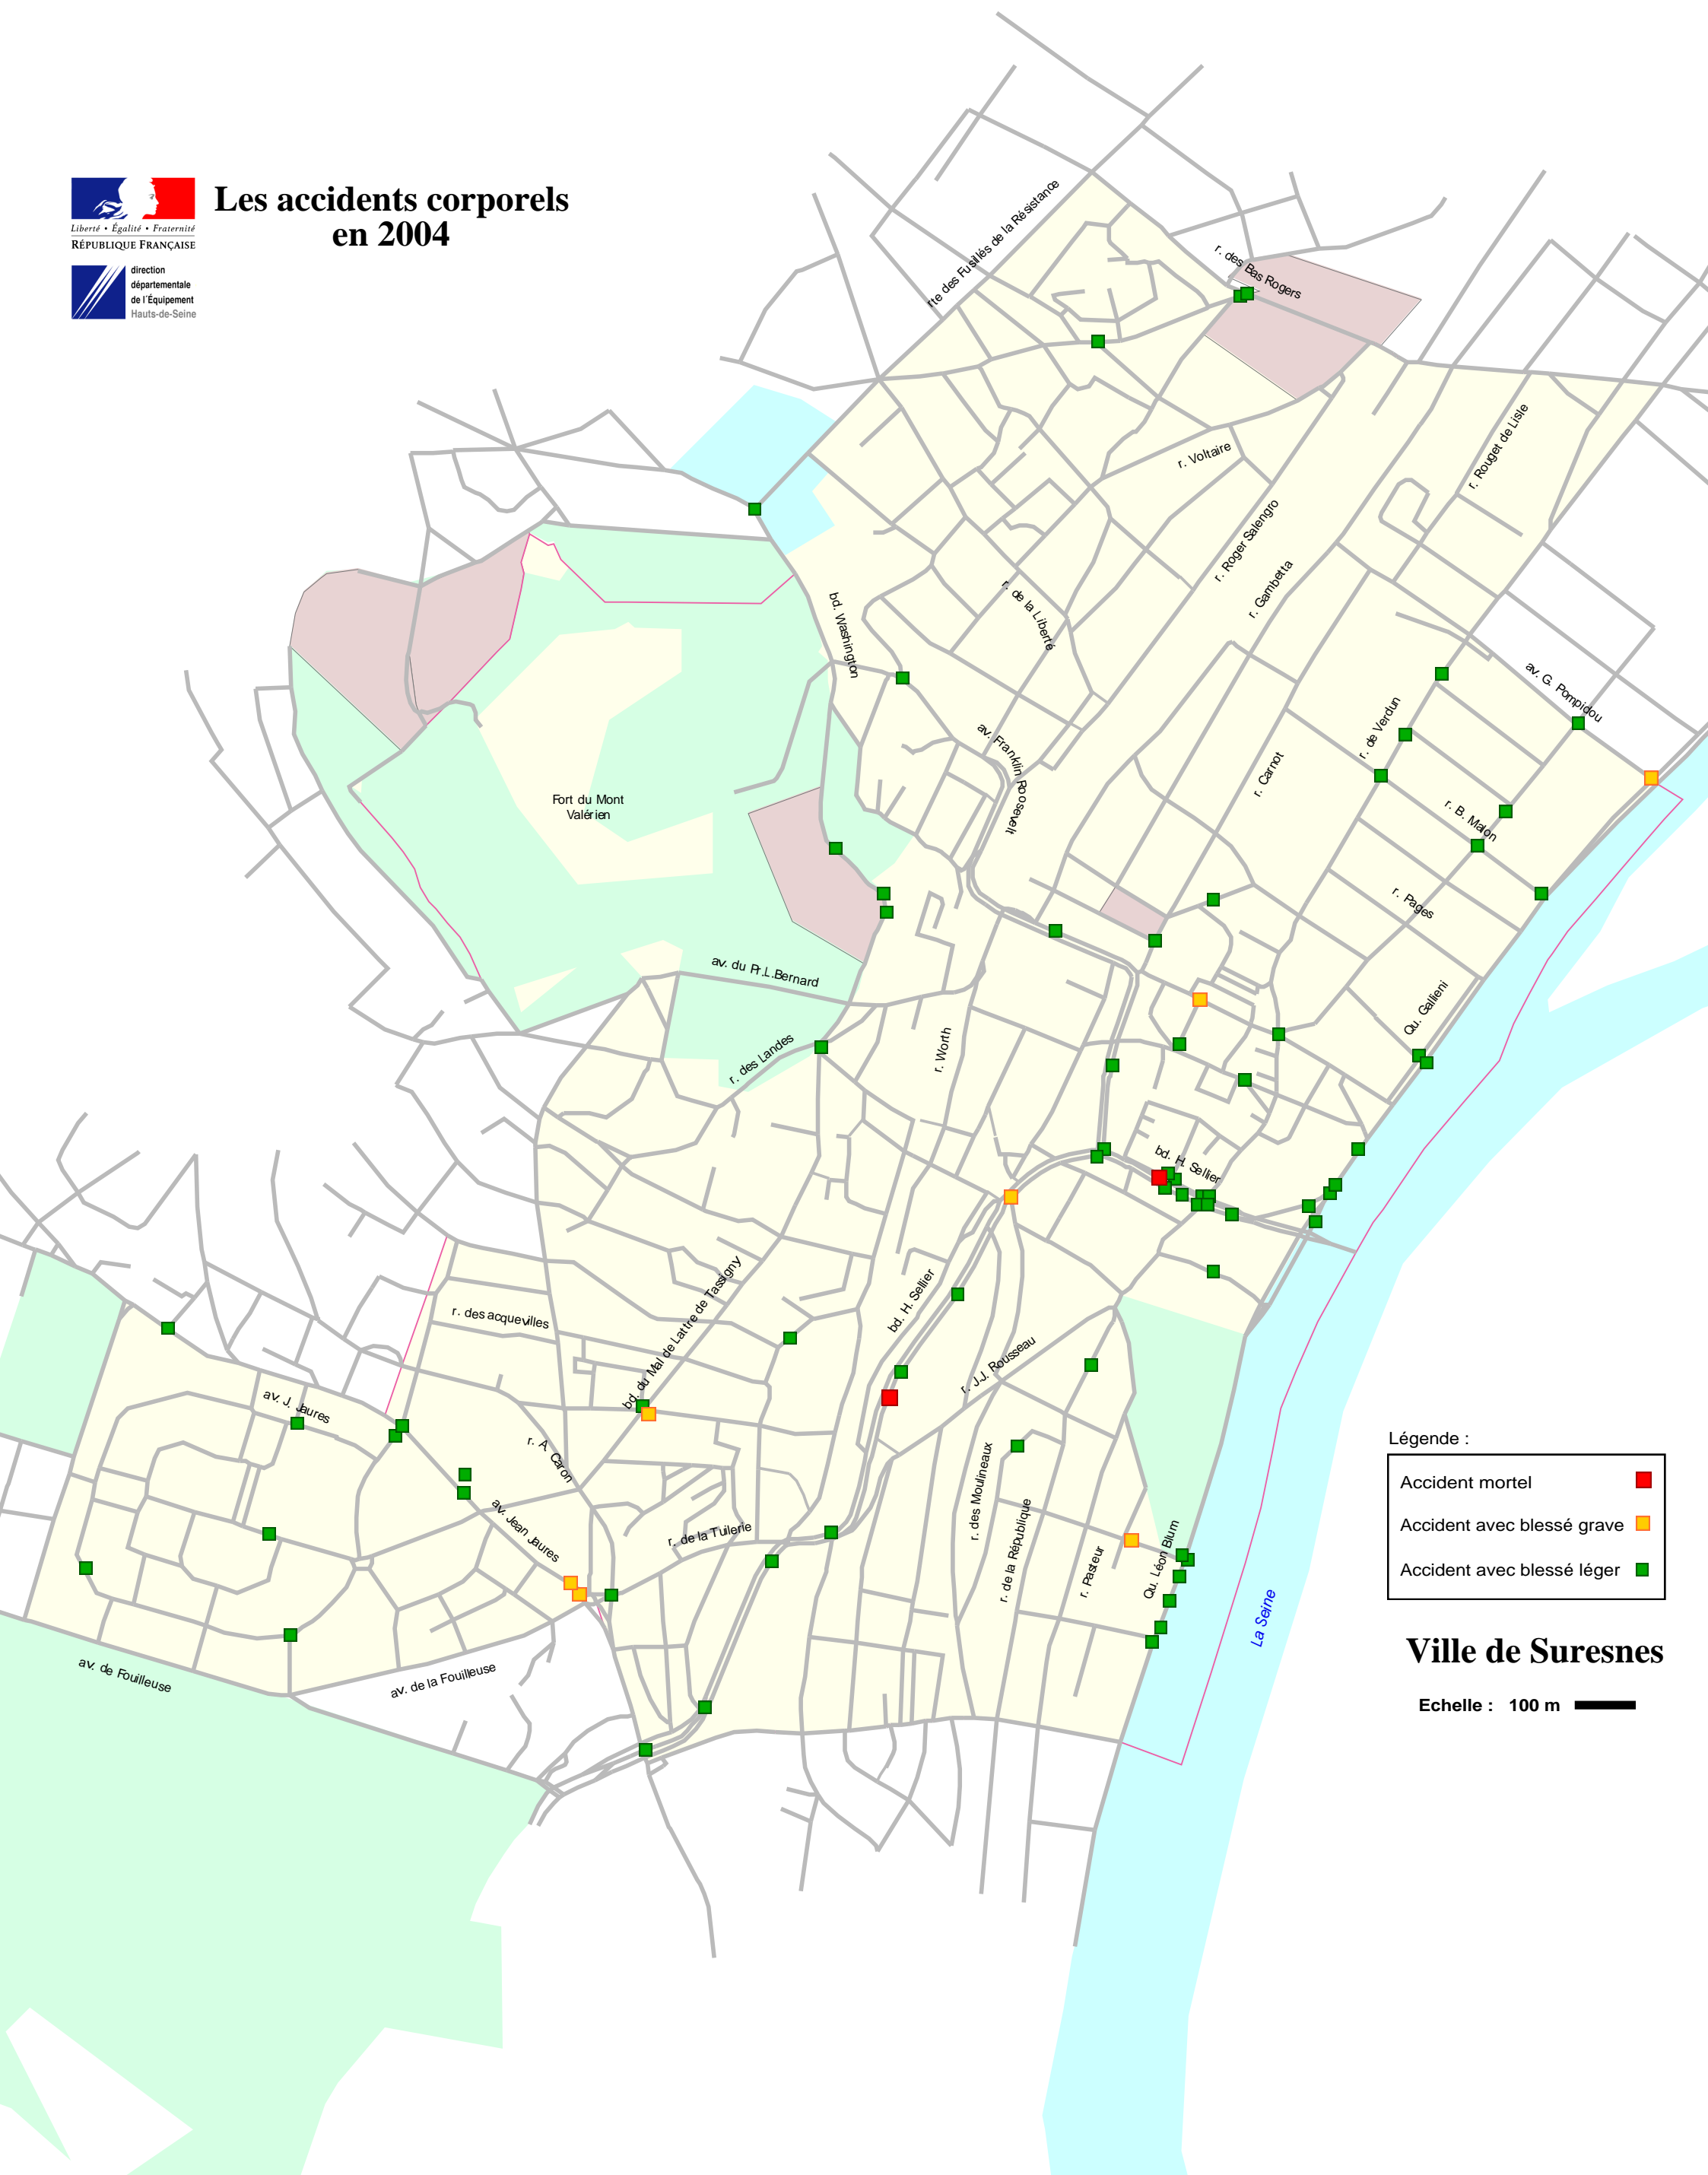 Liberté • Égalité • Fraternité
RÉPUBLIQUE FRANÇAISE
direction
départementale
de l'Équipement
Hauts-de-Seine
Les accidents corporels
en 2004
rte des Fusillés de la Résistance
r. des Bas Rogers
r. Voltaire
r. Rouget de Lisle
r. Roger Salengro
r. Gambetta
r. de la Liberté
bd. Washington
av. G. Pompidou
r. de Verdun
av. Franklin Roosevelt
r. Carnot
Fort du Mont
Valérien
r. B. Malon
r. Pages
av. du Pr.L.Bernard
Qu. Gallieni
r. des Landes
r. Worth
bd. H. Sellier
bd. du Mal de Lattre de Tassigny
r. des acquevilles
bd. H. Sellier
r. J.J. Rousseau
av. J. Jaures
r. A. Caron
av. Jean Jaures
r. de la Tuilerie
r. des Moulineaux
r. de la République
r. Pasteur
Qu. Léon Blum
La Seine
av. de Fouilleuse
av. de la Fouilleuse
Légende :
Accident mortel
Accident avec blessé grave
Accident avec blessé léger
Ville de Suresnes
Echelle : 100 m